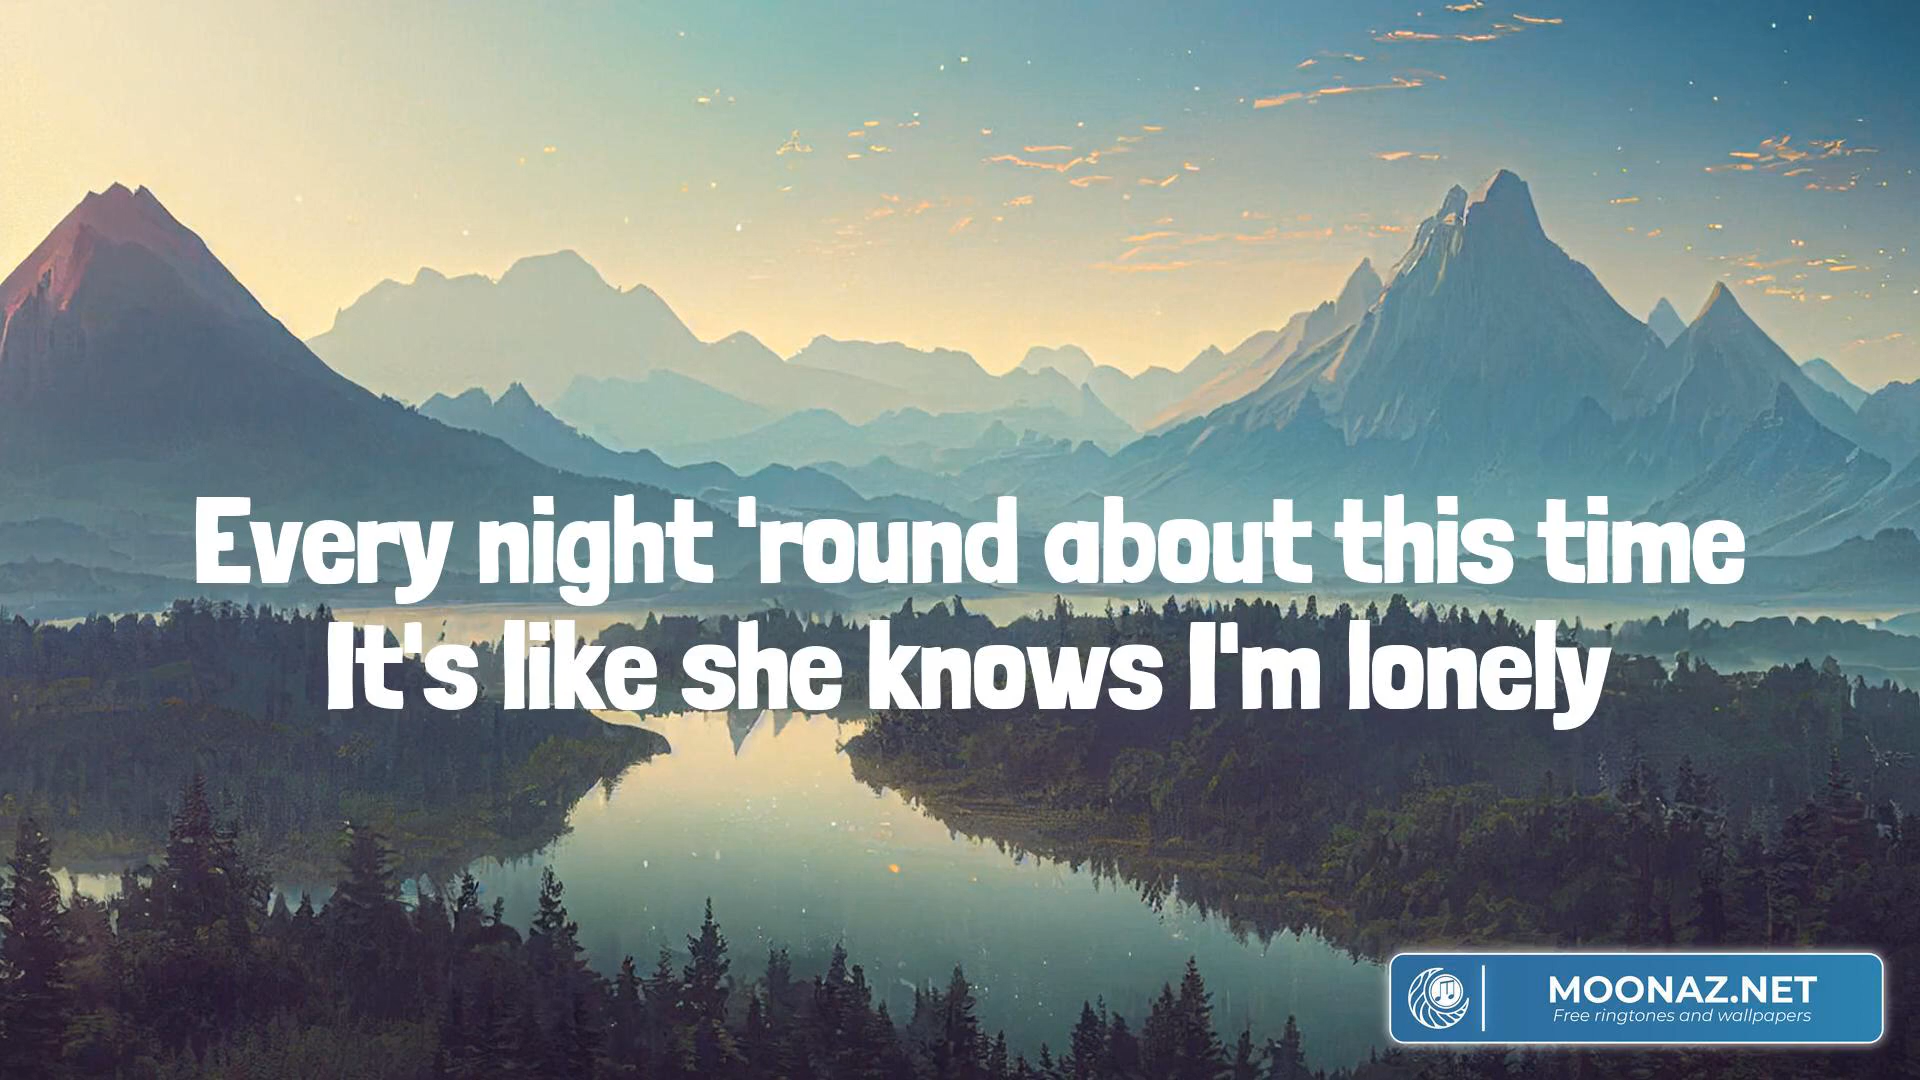 Every night 'round about this time
It's like she knows I'm lonely
MOONAZ.NET
Free ringtones and wallpapers